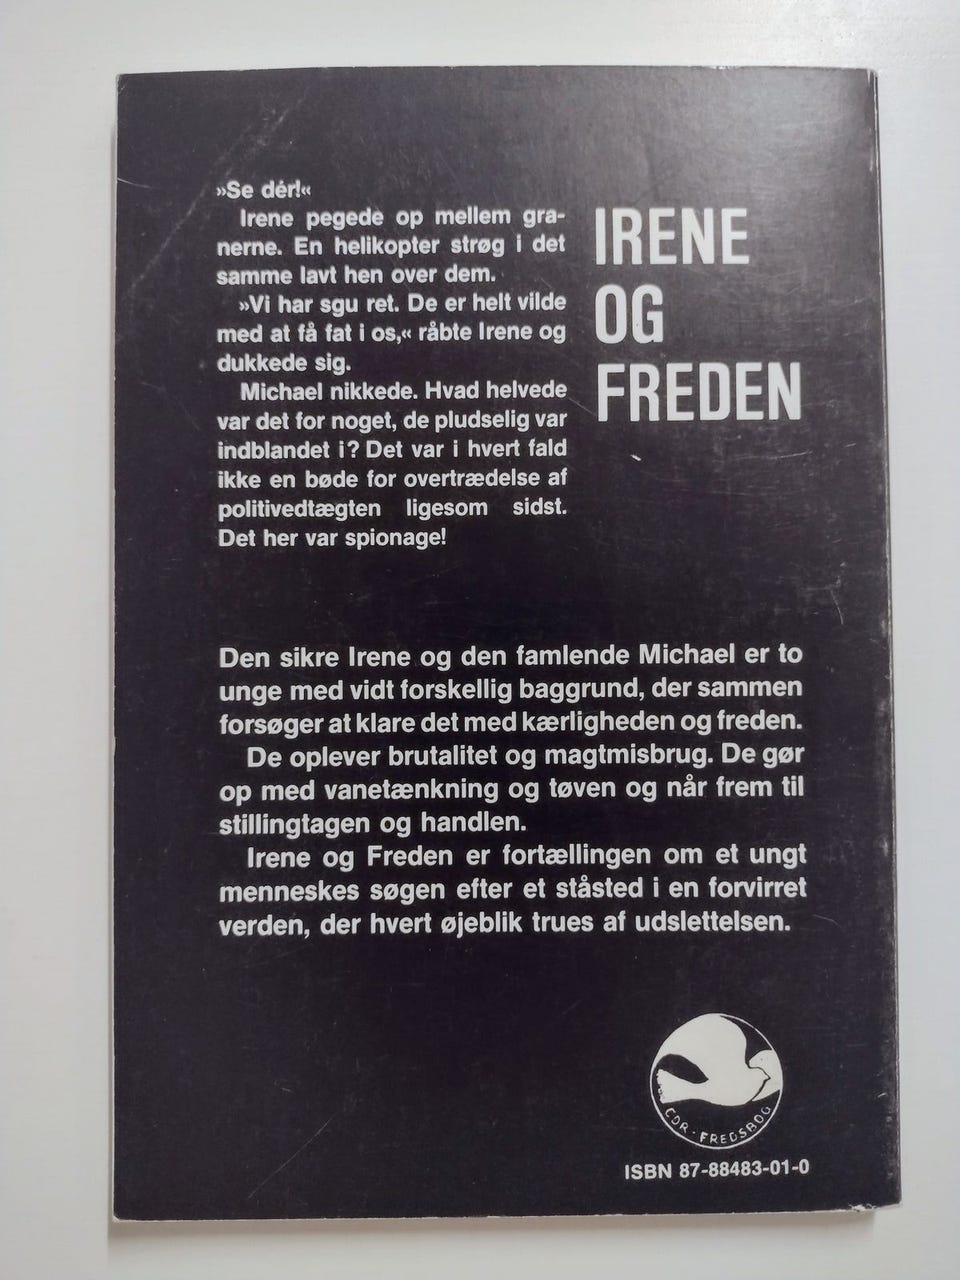 »Se dér!«
Irene pegede op mellem gra-
nerne. En helikopter strøg i det
samme lavt hen over dem.
»Vi har sgu ret. De er helt vilde
med at få fat i os,« råbte Irene og
dukkede sig.
Michael nikkede. Hvad helvede
var det for noget, de pludselig var
indblandet i? Det var i hvert fald
ikke en bøde for overtrædelse af
politivedtægten ligesom sidst.
Det her var spionage!
IRENE
OG
FREDEN
Den sikre Irene og den famlende Michael er to
unge med vidt forskellig baggrund, der sammen
forsøger at klare det med kærligheden og freden.
De oplever brutalitet og magtmisbrug. De gør
op med vanetænkning og tøven og når frem til
stillingtagen og handlen.
Irene og Freden er fortællingen om et ungt
menneskes søgen efter et ståsted i en forvirret
verden, der hvert øjeblik trues af udslettelsen.
CDR - FREDSBOG
ISBN 87-88483-01-0